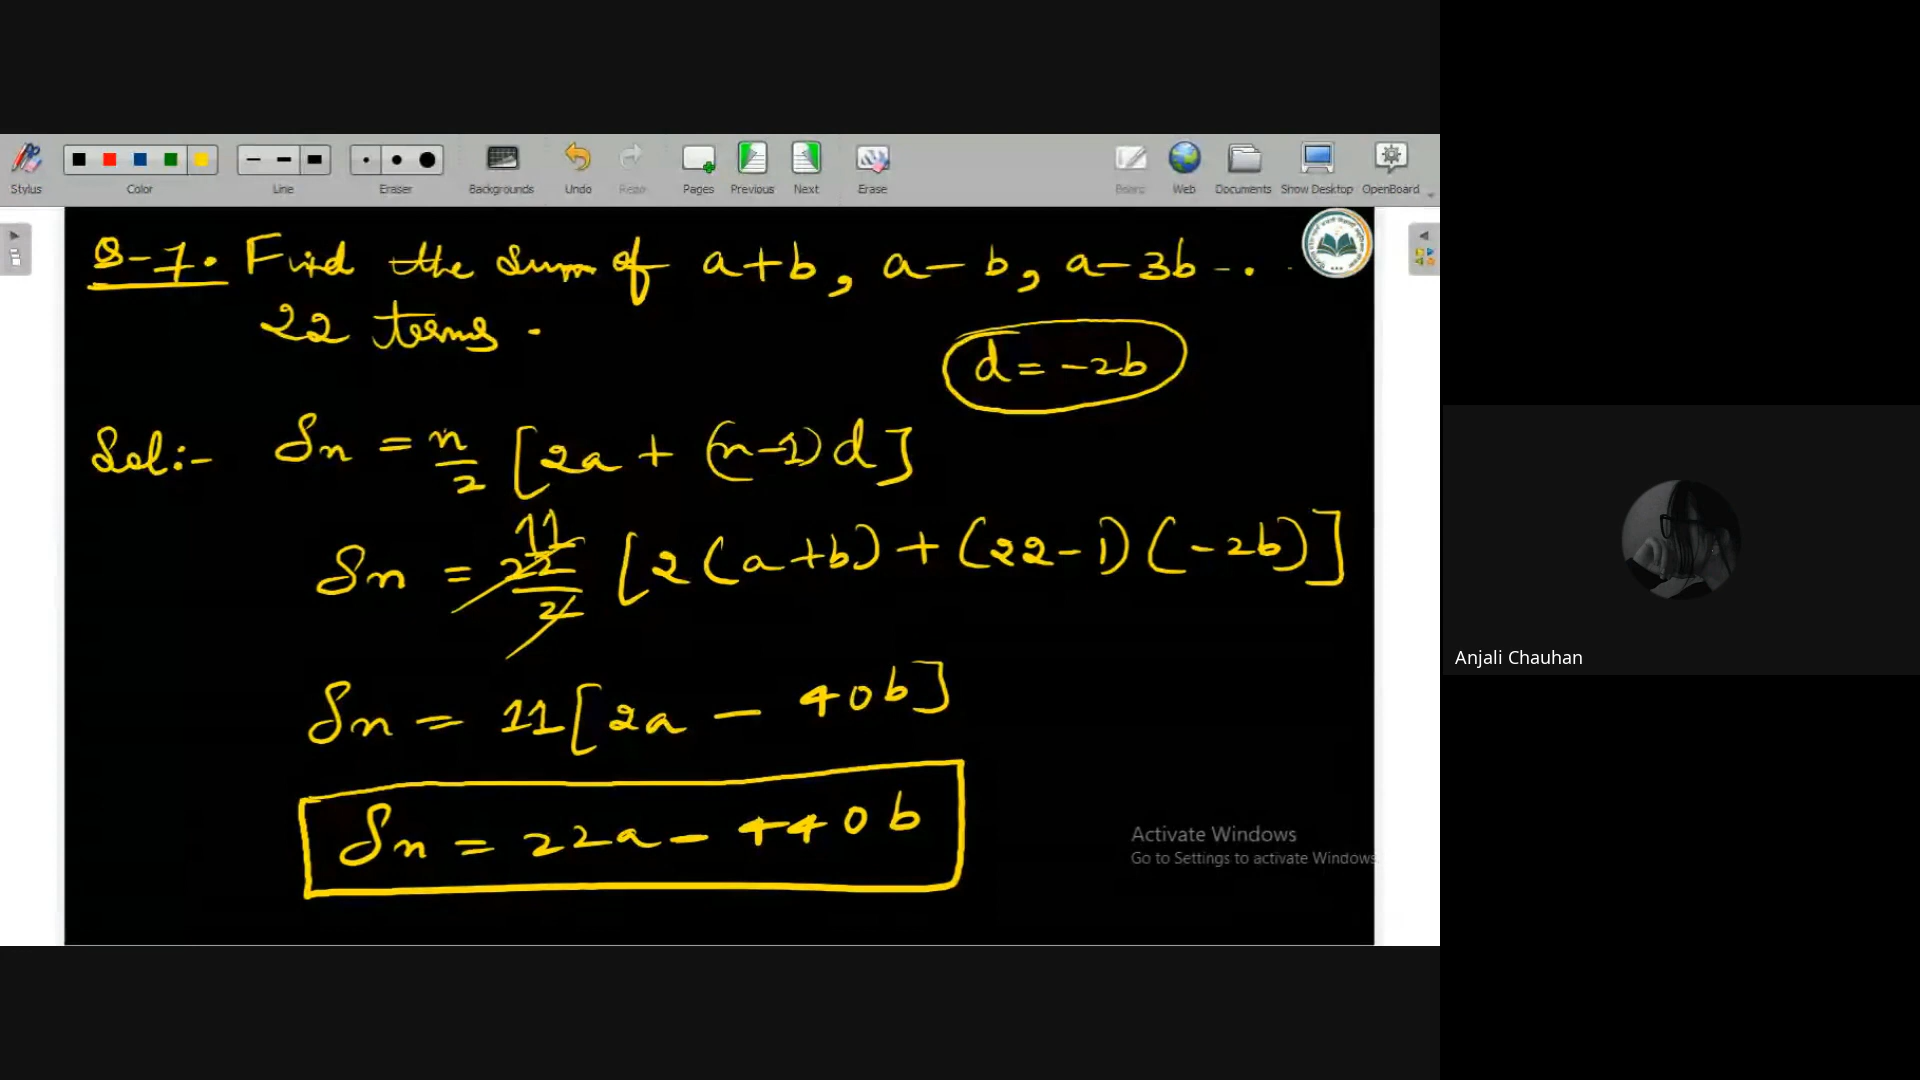 Stylus Color Line Eraser Backgrounds Undo Redo Pages Previous Next Erase Board Web Documents Show Desktop OpenBoard
Q-7. Find the sum of a+b, a-b, a-3b --.
22 terms.
d = -2b
Sol:- Sn = n/2 [2a + (n-1)d]
Sn = 22/2 [2(a+b) + (22-1)(-2b)]
11
Sn = 11[2a - 40b]
Sn = 22a - 440b
Activate Windows
Go to Settings to activate Windows
Anjali Chauhan